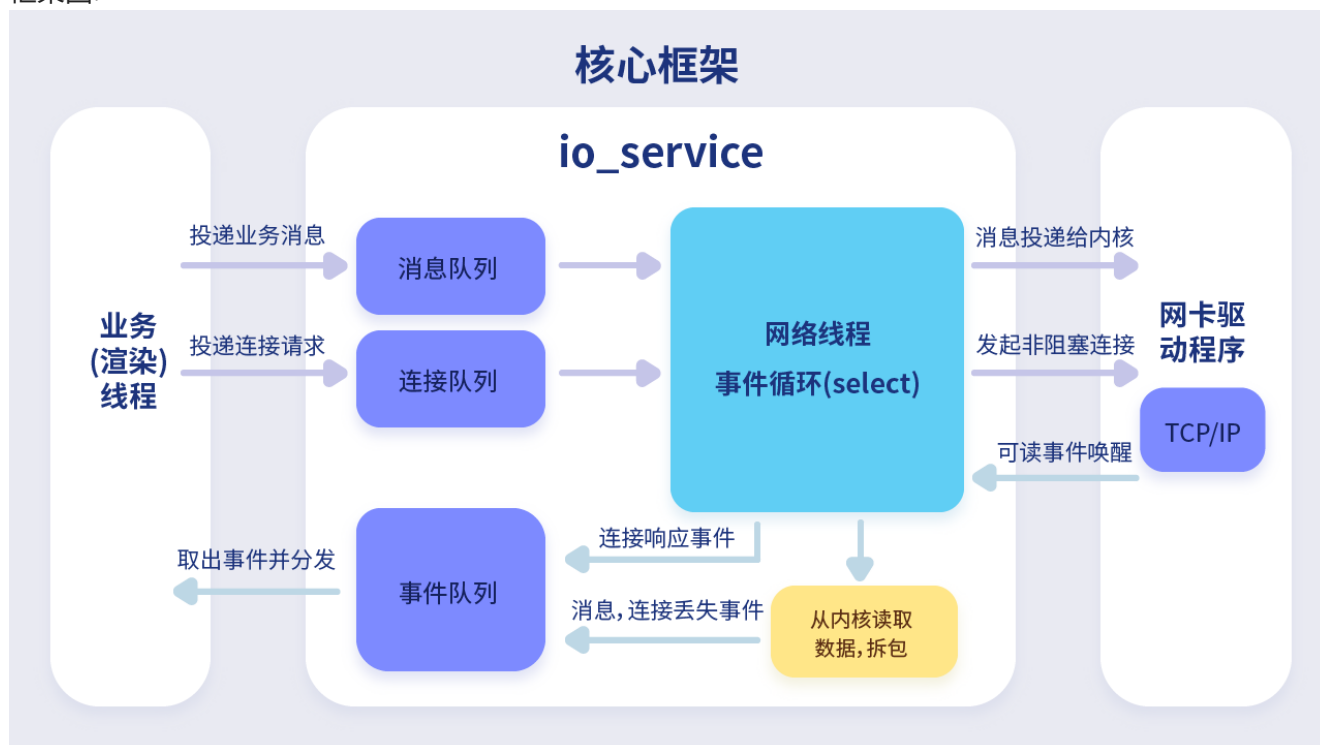 核心框架
io_service
投递业务消息
消息队列
消息投递给内核
业务
(渲染)
线程
投递连接请求
连接队列
网络线程
事件循环(select)
发起非阻塞连接
网卡驱
动程序
TCP/IP
可读事件唤醒
连接响应事件
取出事件并分发
事件队列
消息,连接丢失事件
从内核读取
数据,拆包